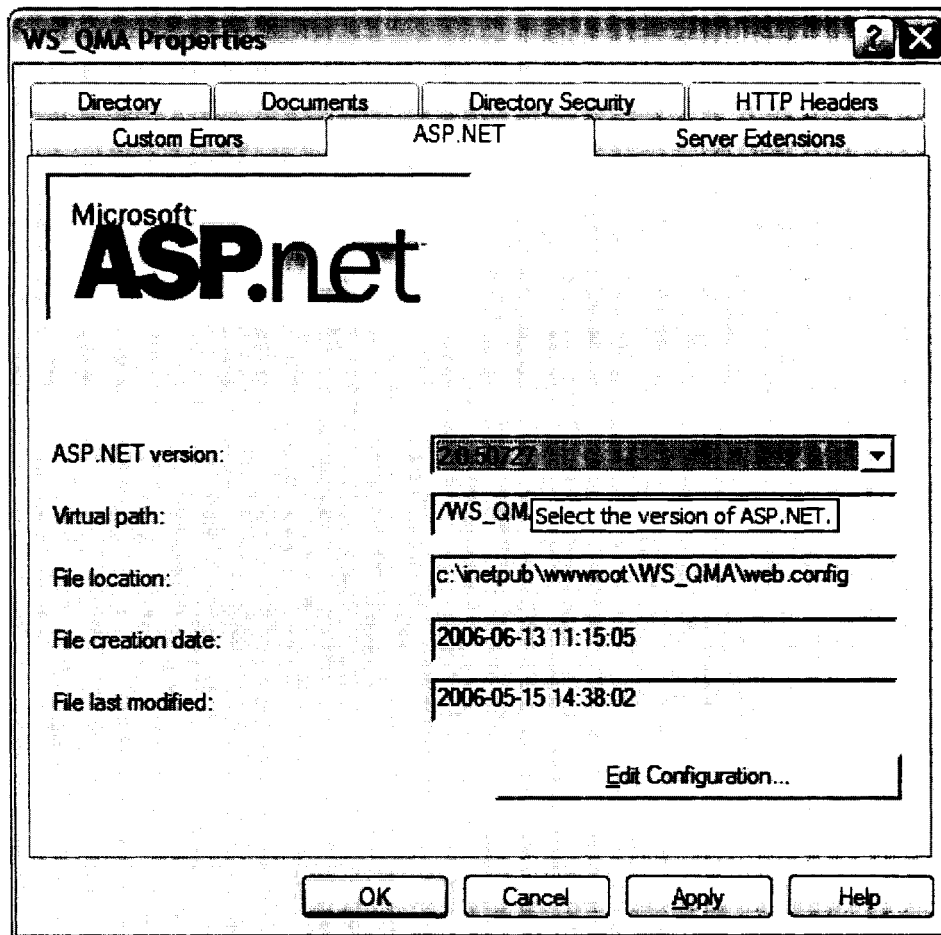 WS_QMA Properties
Directory Documents Directory Security HTTP Headers
Custom Errors ASP.NET Server Extensions
Microsoft
ASP.net
ASP.NET version: 2.0.50727
Virtual path: /WS_QM Select the version of ASP.NET.
File location: c:\inetpub\wwwroot\WS_QMA\web.config
File creation date: 2006-06-13 11:15:05
File last modified: 2006-05-15 14:38:02
Edit Configuration...
OK Cancel Apply Help